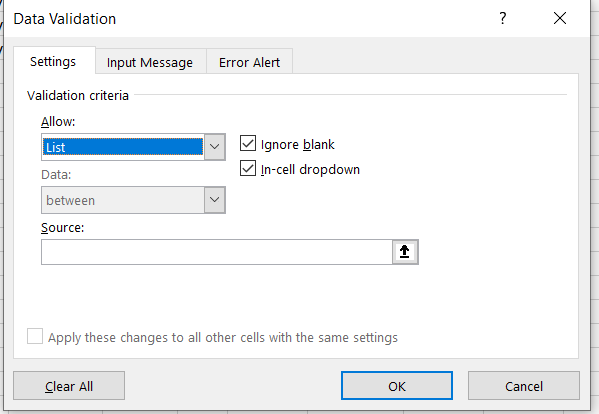 Data Validation ?
Settings Input Message Error Alert
Validation criteria
Allow:
List
Ignore blank
In-cell dropdown
Data:
between
Source:
Apply these changes to all other cells with the same settings
Clear All OK Cancel